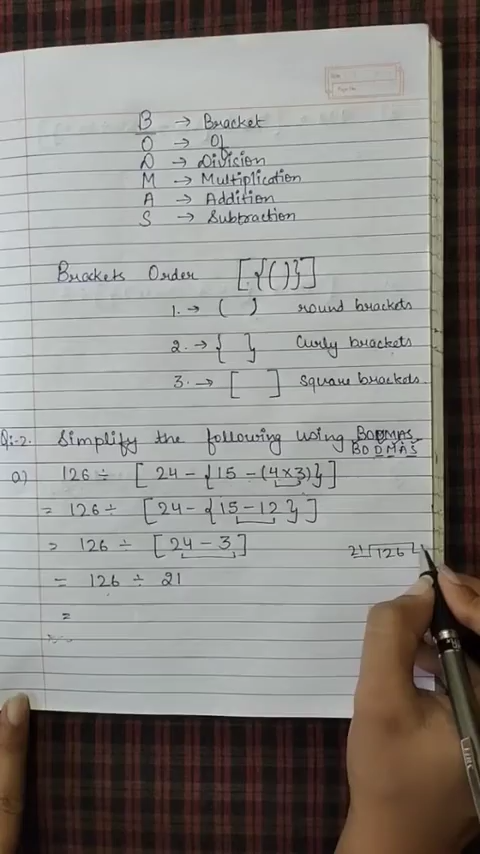 B → Bracket
O → Of
D → Division
M → Multiplication
A → Addition
S → Subtraction
Brackets Order [{()}]
1. → ( ) round brackets
2. → { } Curly brackets
3. → [ ] Square brackets.
Q:-2. Simplify the following using BODMAS
BODMAS
a) 126 ÷ [ 24 - {15 - (4×3)} ]
= 126 ÷ [24 - {15 - 12 } ]
= 126 ÷ [24 - 3 ]
21 126
= 126 ÷ 21
=